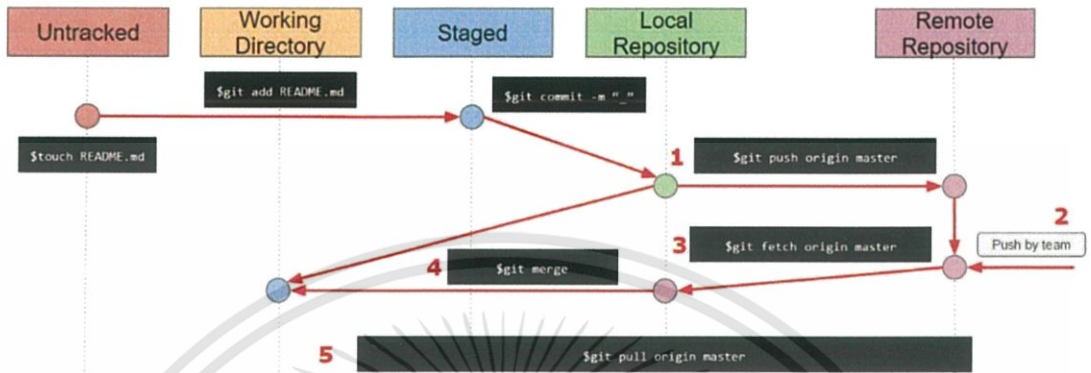 Untracked
Working
Directory
Staged
Local
Repository
Remote
Repository
$git add README.md
$git commit -m "_"
$touch README.md
1
$git push origin master
2
Push by team
3
$git fetch origin master
4
$git merge
5
$git pull origin master